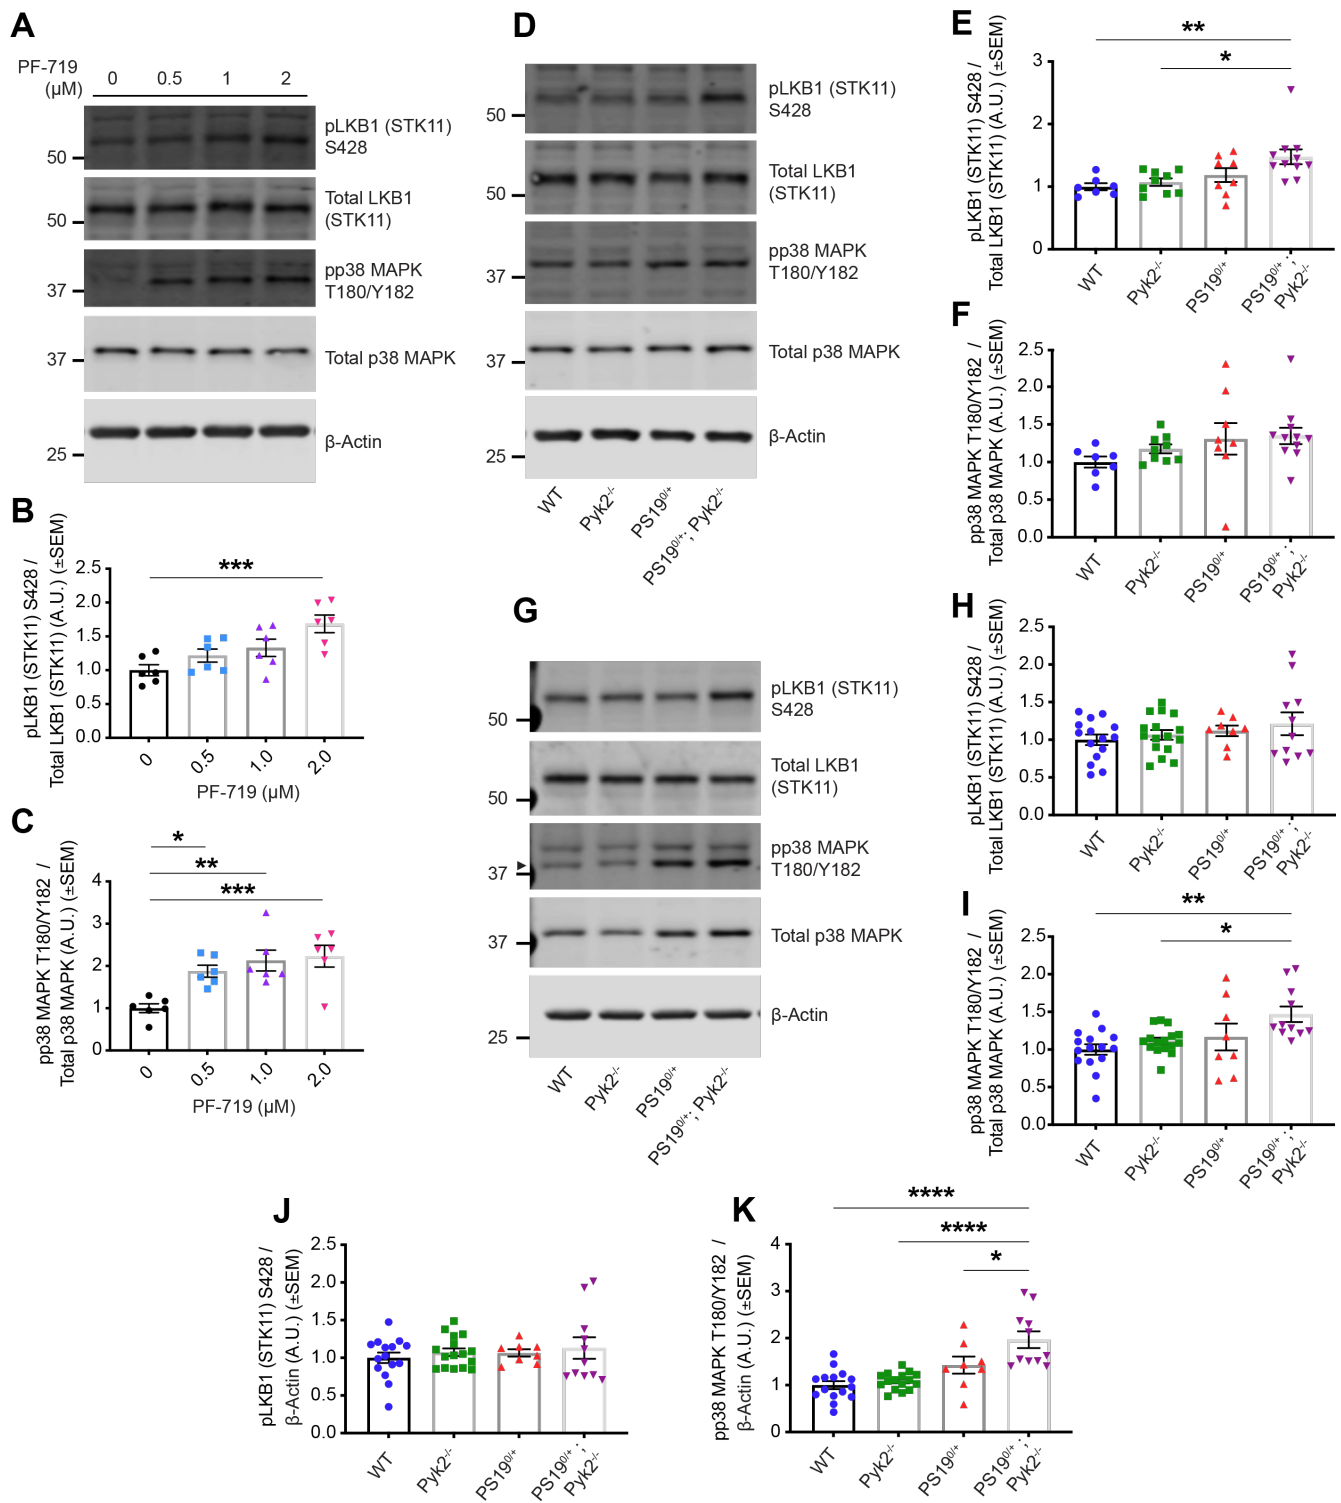 A
PF-719
(µM)
0 0.5 1 2
pLKB1 (STK11)
S428
50
Total LKB1
(STK11)
50
pp38 MAPK
T180/Y182
37
Total p38 MAPK
37
β-Actin
25
B
pLKB1 (STK11) S428 /
Total LKB1 (STK11) (A.U.) (±SEM)
2.5
2.0
1.5
1.0
0.5
0.0
***
0 0.5 1.0 2.0
PF-719 (µM)
C
pp38 MAPK T180/Y182 /
Total p38 MAPK (A.U.) (±SEM)
4
3
2
1
0
*
**
***
0 0.5 1.0 2.0
PF-719 (µM)
D
pLKB1 (STK11)
S428
50
Total LKB1
(STK11)
50
pp38 MAPK
T180/Y182
37
Total p38 MAPK
37
β-Actin
25
WT Pyk2-/- PS190/+ PS190/+; Pyk2-/-
G
pLKB1 (STK11)
S428
50
Total LKB1
(STK11)
50
pp38 MAPK
T180/Y182
37
Total p38 MAPK
37
β-Actin
25
WT Pyk2-/- PS190/+ PS190/+; Pyk2-/-
E
pLKB1 (STK11) S428 /
Total LKB1 (STK11) (A.U.) (±SEM)
**
*
3
2
1
0
WT Pyk2-/- PS190/+ PS190/+;
Pyk2-/-
F
pp38 MAPK T180/Y182 /
Total p38 MAPK (A.U.) (±SEM)
2.5
2.0
1.5
1.0
0.5
0.0
WT Pyk2-/- PS190/+ PS190/+;
Pyk2-/-
H
pLKB1 (STK11) S428 /
Total LKB1 (STK11) (A.U.) (±SEM)
2.5
2.0
1.5
1.0
0.5
0.0
WT Pyk2-/- PS190/+ PS190/+;
Pyk2-/-
I
pp38 MAPK T180/Y182 /
Total p38 MAPK (A.U.) (±SEM)
**
*
2.5
2.0
1.5
1.0
0.5
0.0
WT Pyk2-/- PS190/+ PS190/+;
Pyk2-/-
J
pLKB1 (STK11) S428 /
β-Actin (A.U.) (±SEM)
2.5
2.0
1.5
1.0
0.5
0.0
WT Pyk2-/- PS190/+ PS190/+;
Pyk2-/-
K
pp38 MAPK T180/Y182 /
β-Actin (A.U.) (±SEM)
****
****
*
4
3
2
1
0
WT Pyk2-/- PS190/+ PS190/+;
Pyk2-/-